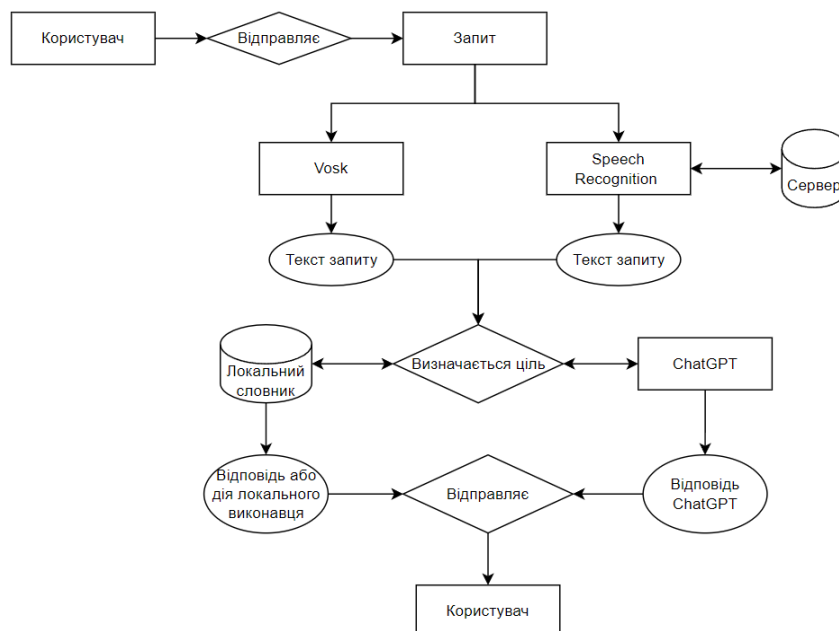 Користувач
Відправляє
Запит
Vosk
Speech
Recognition
Сервер
Текст запиту
Текст запиту
Локальний
словник
Визначається ціль
ChatGPT
Відповідь або
дія локального
виконавця
Відправляє
Відповідь
ChatGPT
Користувач